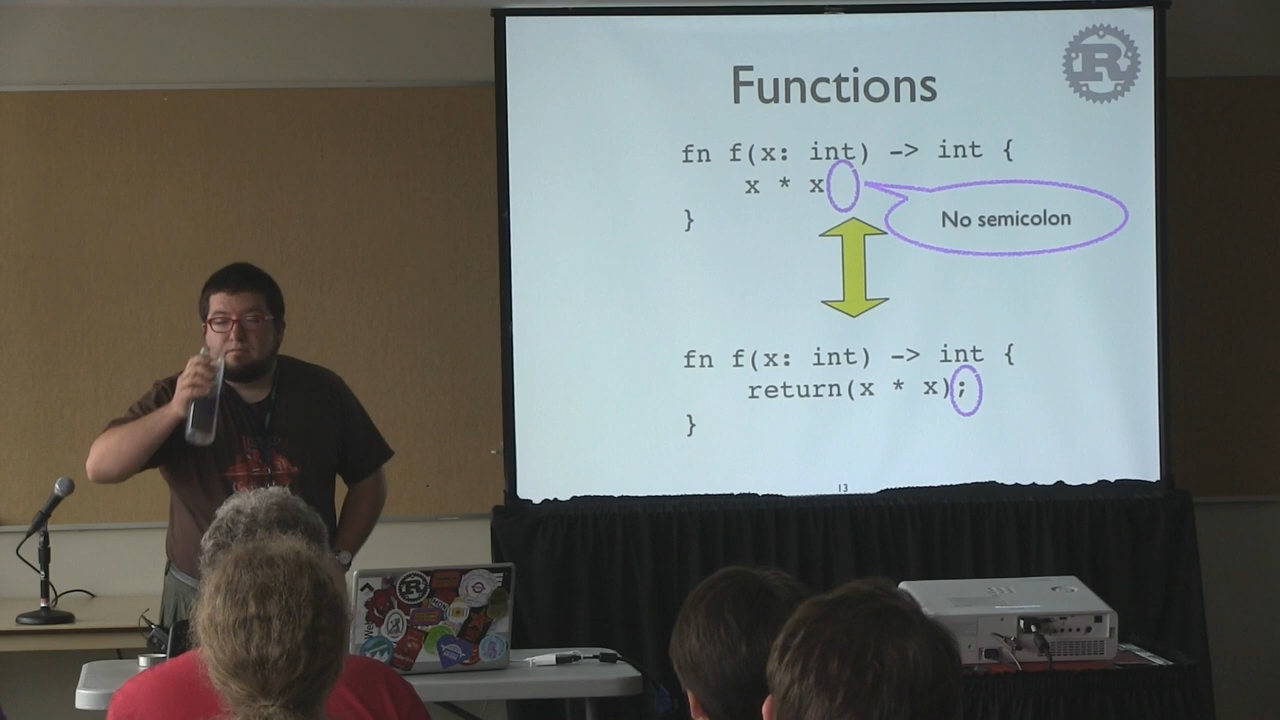 Functions
R
fn f(x: int) -> int {
x * x
}
No semicolon
fn f(x: int) -> int {
return(x * x);
}
13
R